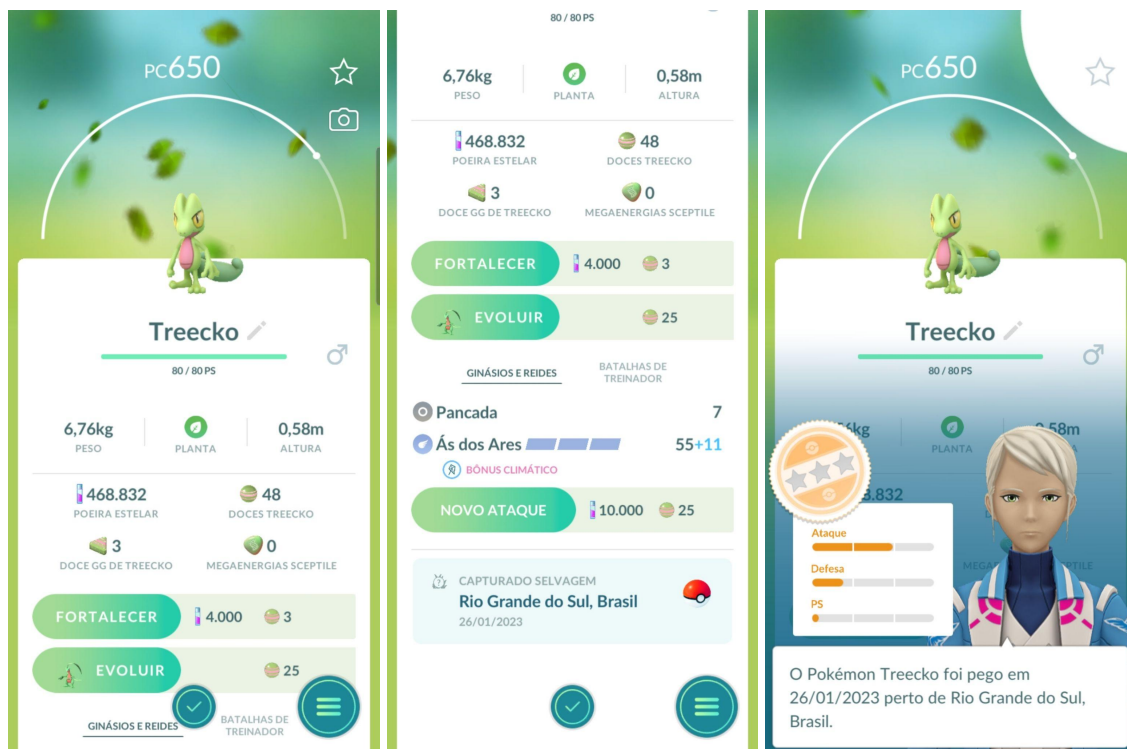 PC650
Treecko
80 / 80 PS
6,76kg
PESO
PLANTA
0,58m
ALTURA
468.832
POEIRA ESTELAR
48
DOCES TREECKO
3
DOCE GG DE TREECKO
0
MEGAENERGIAS SCEPTILE
FORTALECER 4.000 3
EVOLUIR 25
GINÁSIOS E REIDES
BATALHAS DE
TREINADOR
80 / 80 PS
6,76kg
PESO
PLANTA
0,58m
ALTURA
468.832
POEIRA ESTELAR
48
DOCES TREECKO
3
DOCE GG DE TREECKO
0
MEGAENERGIAS SCEPTILE
FORTALECER 4.000 3
EVOLUIR 25
GINÁSIOS E REIDES
BATALHAS DE
TREINADOR
Pancada 7
Ás dos Ares 55+11
BÔNUS CLIMÁTICO
NOVO ATAQUE 10.000 25
CAPTURADO SELVAGEM
Rio Grande do Sul, Brasil
26/01/2023
PC650
Treecko
80 / 80 PS
PLANTA
ALTURA
Ataque
Defesa
PS
O Pokémon Treecko foi pego em
26/01/2023 perto de Rio Grande do Sul,
Brasil.